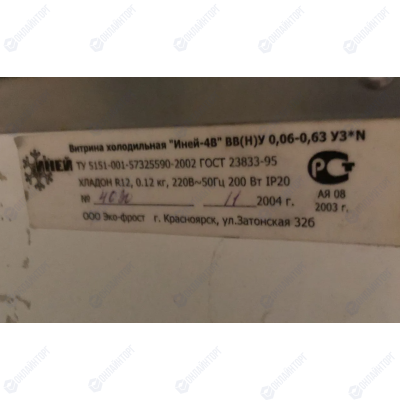 Витрина холодильная "Иней-4В" ВВ(Н)У 0,06-0,63 У3*N
ИНЕЙ
ТУ 5151-001-57325590-2002 ГОСТ 23833-95
ХЛАДОН R12, 0.12 кг, 220В~50Гц 200 Вт IP20
№ 11 2004 г.
ООО Эко-фрост г. Красноярск, ул.Затонская 32б
РСТ
АЯ 08
2003 г.